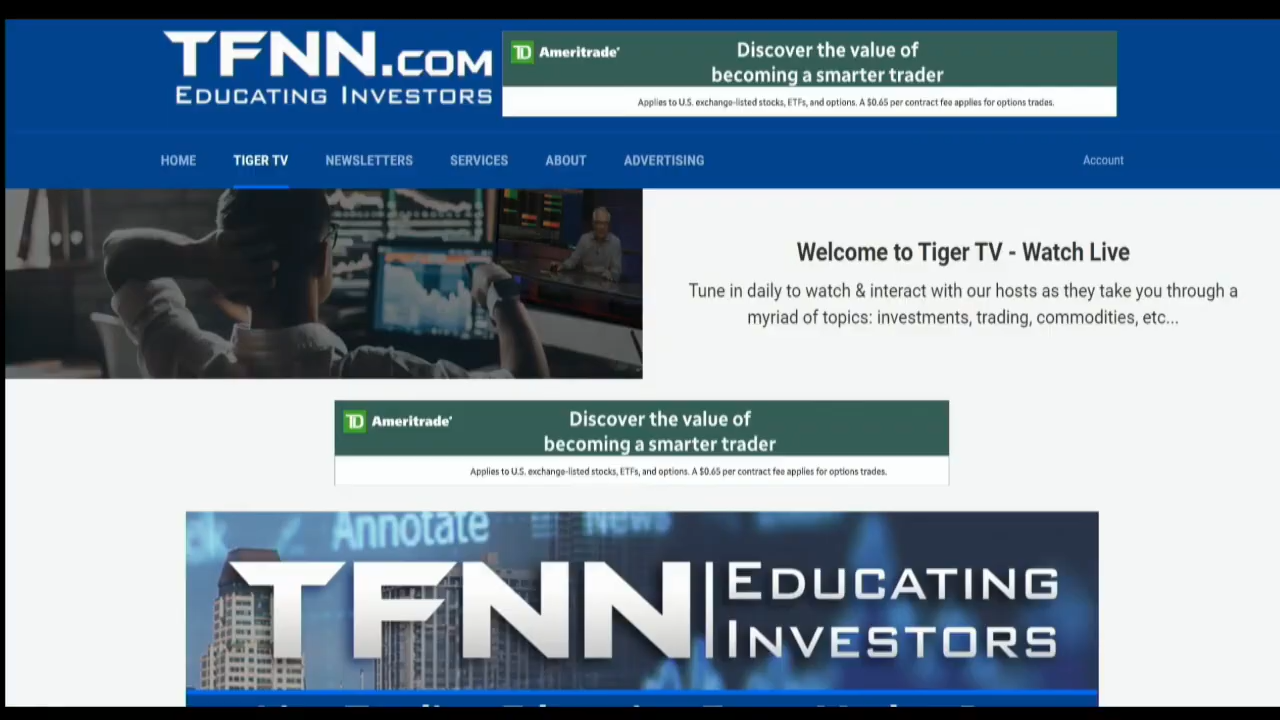 TFNN.COM
EDUCATING INVESTORS
TD Ameritrade
Discover the value of
becoming a smarter trader
Applies to U.S. exchange-listed stocks, ETFs, and options. A $0.65 per contract fee applies for options trades.
HOME TIGER TV NEWSLETTERS SERVICES ABOUT ADVERTISING Account
Welcome to Tiger TV - Watch Live
Tune in daily to watch & interact with our hosts as they take you through a
myriad of topics: investments, trading, commodities, etc...
TD Ameritrade
Discover the value of
becoming a smarter trader
Applies to U.S. exchange-listed stocks, ETFs, and options. A $0.65 per contract fee applies for options trades.
Annotate News
TFNN EDUCATING
INVESTORS